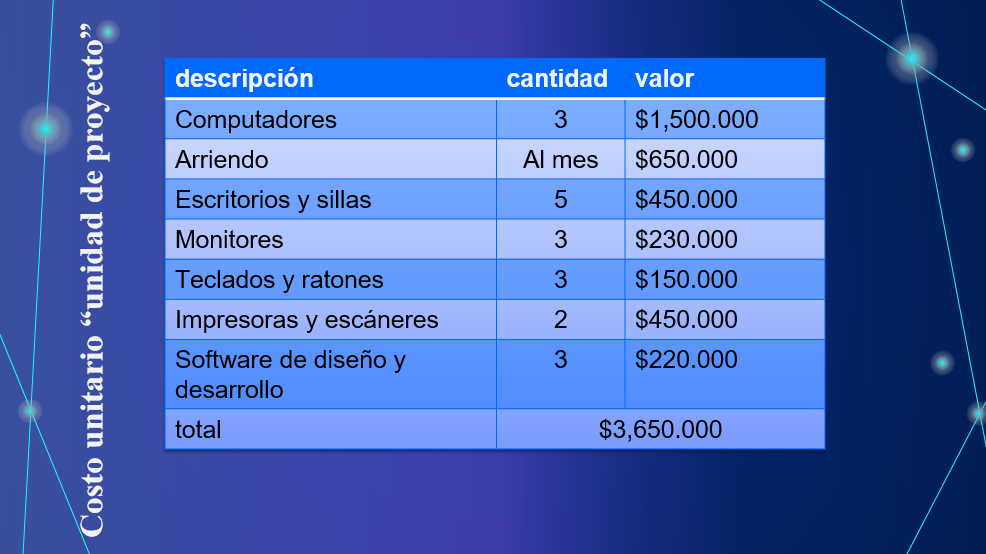 Costo unitario “unidad de proyecto”
descripción cantidad valor
Computadores 3 $1,500.000
Arriendo Al mes $650.000
Escritorios y sillas 5 $450.000
Monitores 3 $230.000
Teclados y ratones 3 $150.000
Impresoras y escáneres 2 $450.000
Software de diseño y 3 $220.000
desarrollo
total $3,650.000